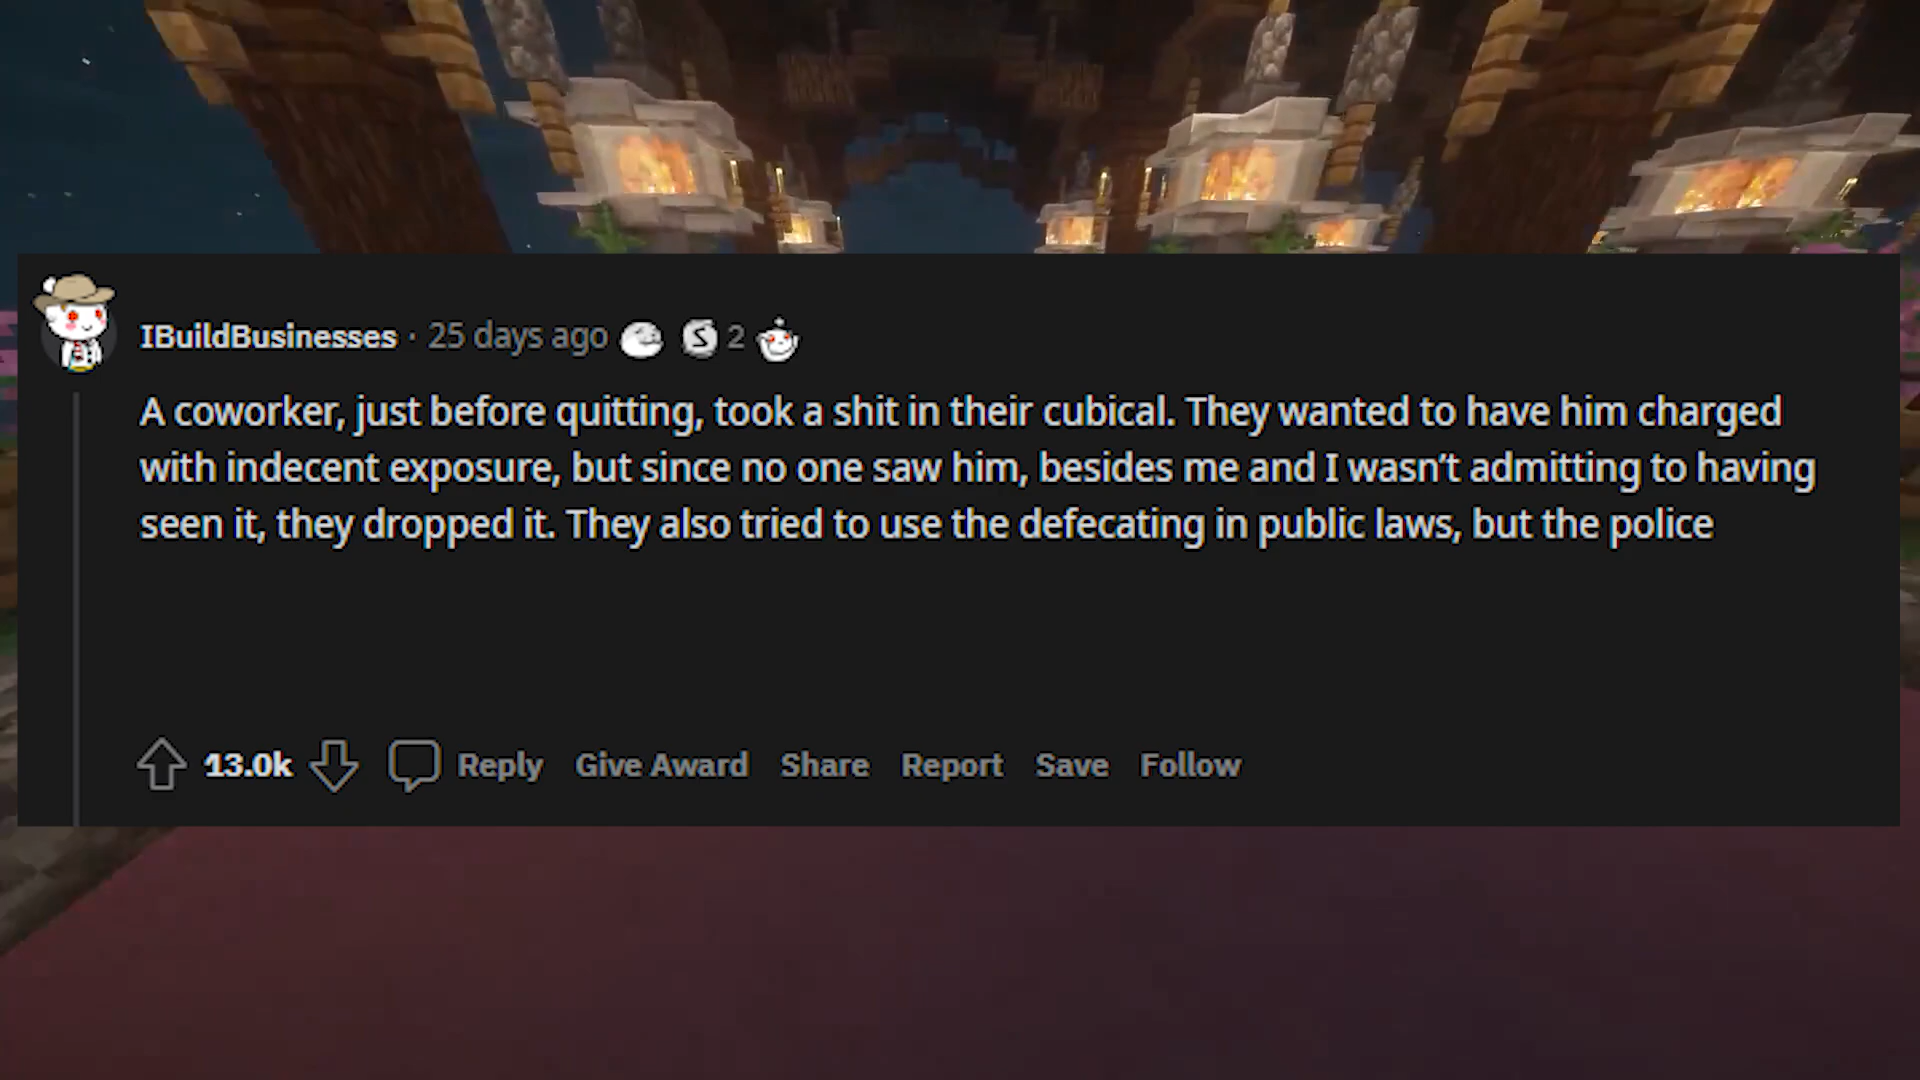 IBuildBusinesses · 25 days ago S 2
A coworker, just before quitting, took a shit in their cubical. They wanted to have him charged
with indecent exposure, but since no one saw him, besides me and I wasn’t admitting to having
seen it, they dropped it. They also tried to use the defecating in public laws, but the police
13.0k Reply Give Award Share Report Save Follow